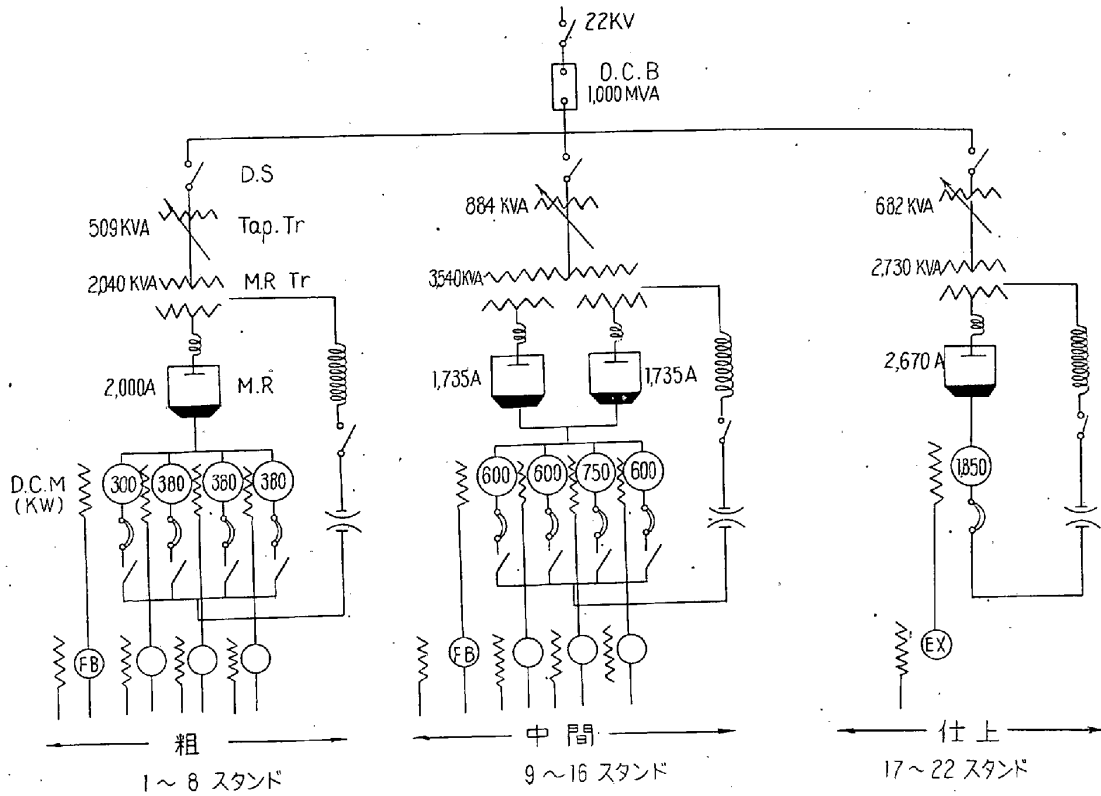 22KV
D.C.B
1,000 MVA
D.S
509KVA
Tap.Tr
884 KVA
682 KVA
2,040 KVA
M.R Tr
3,540KVA
2,730 KVA
2,000A
M.R
1,735A
1,735A
2,670 A
D.C.M
(KW)
300
380
380
380
600
600
750
600
1,850
FB
FB
EX
粗
中間
仕上
1～8 スタンド
9～16 スタンド
17～22 スタンド